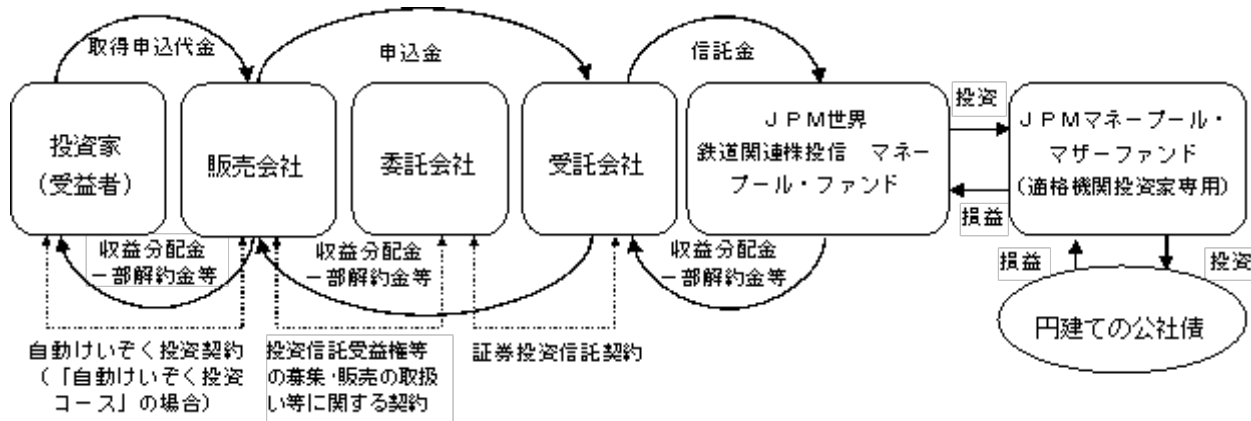 取得申込代金
申込金
信託金
投資家
(受益者)
販売会社
委託会社
受託会社
JPM世界
鉄道関連株投信 マネー
プール・ファンド
投資
損益
JPMマネープール・
マザーファンド
(適格機関投資家専用)
収益分配金
一部解約金等
収益分配金
一部解約金等
収益分配金
一部解約金等
損益
投資
円建ての公社債
自動けいぞく投資契約
(「自動けいぞく投資
コース」の場合)
投資信託受益権等
の募集・販売の取扱
い等に関する契約
証券投資信託契約